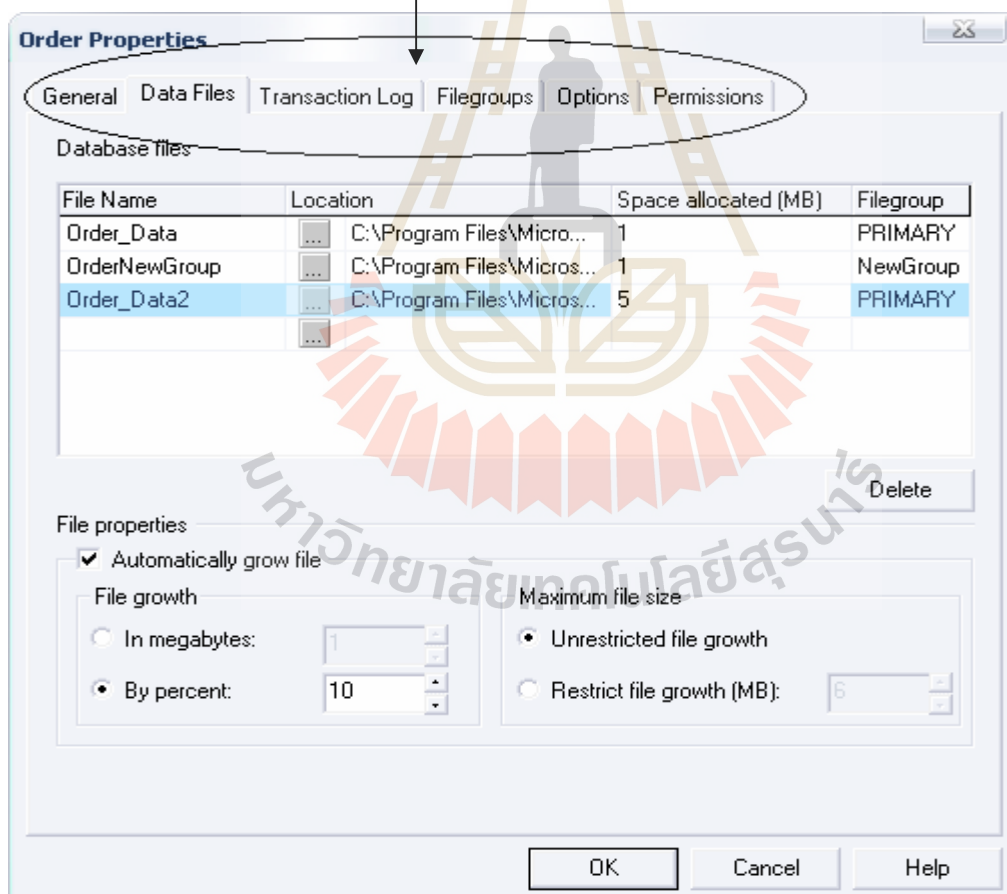 Order Properties
General Data Files Transaction Log Filegroups Options Permissions
Database files
File Name Location Space allocated (MB) Filegroup
Order_Data ... C:\Program Files\Micro... 1 PRIMARY
OrderNewGroup ... C:\Program Files\Micros... 1 NewGroup
Order_Data2 ... C:\Program Files\Micros... 5 PRIMARY
...
Delete
File properties
Automatically grow file
File growth
In megabytes: 1
By percent: 10
Maximum file size
Unrestricted file growth
Restrict file growth (MB): 6
มหาวิทยาลัยเทคโนโลยีสุรนารี
OK Cancel Help